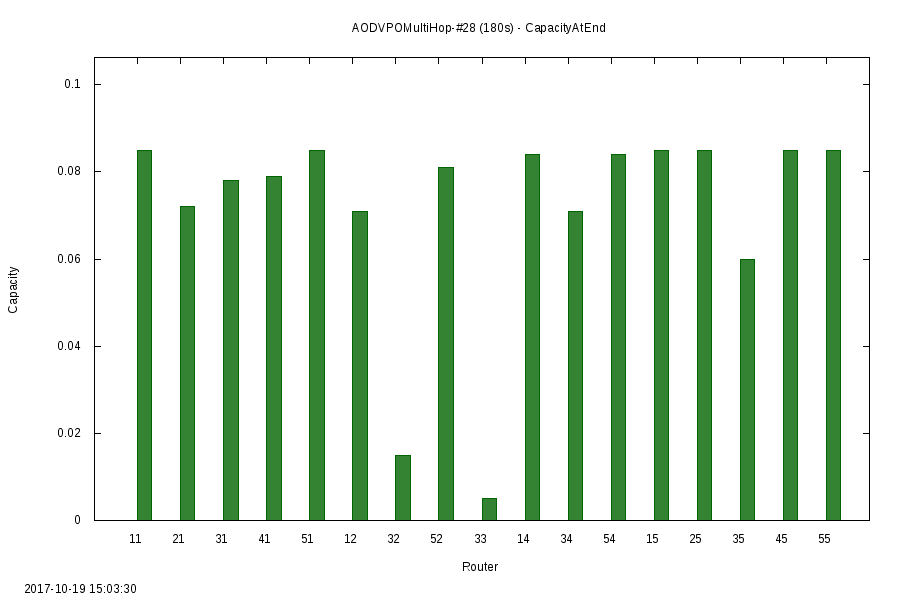 AODVPOMultiHop-#28 (180s) - CapacityAtEnd
0.1
0.08
0.06
0.04
0.02
0
Capacity
11 21 31 41 51 12 32 52 33 14 34 54 15 25 35 45 55
Router
2017-10-19 15:03:30